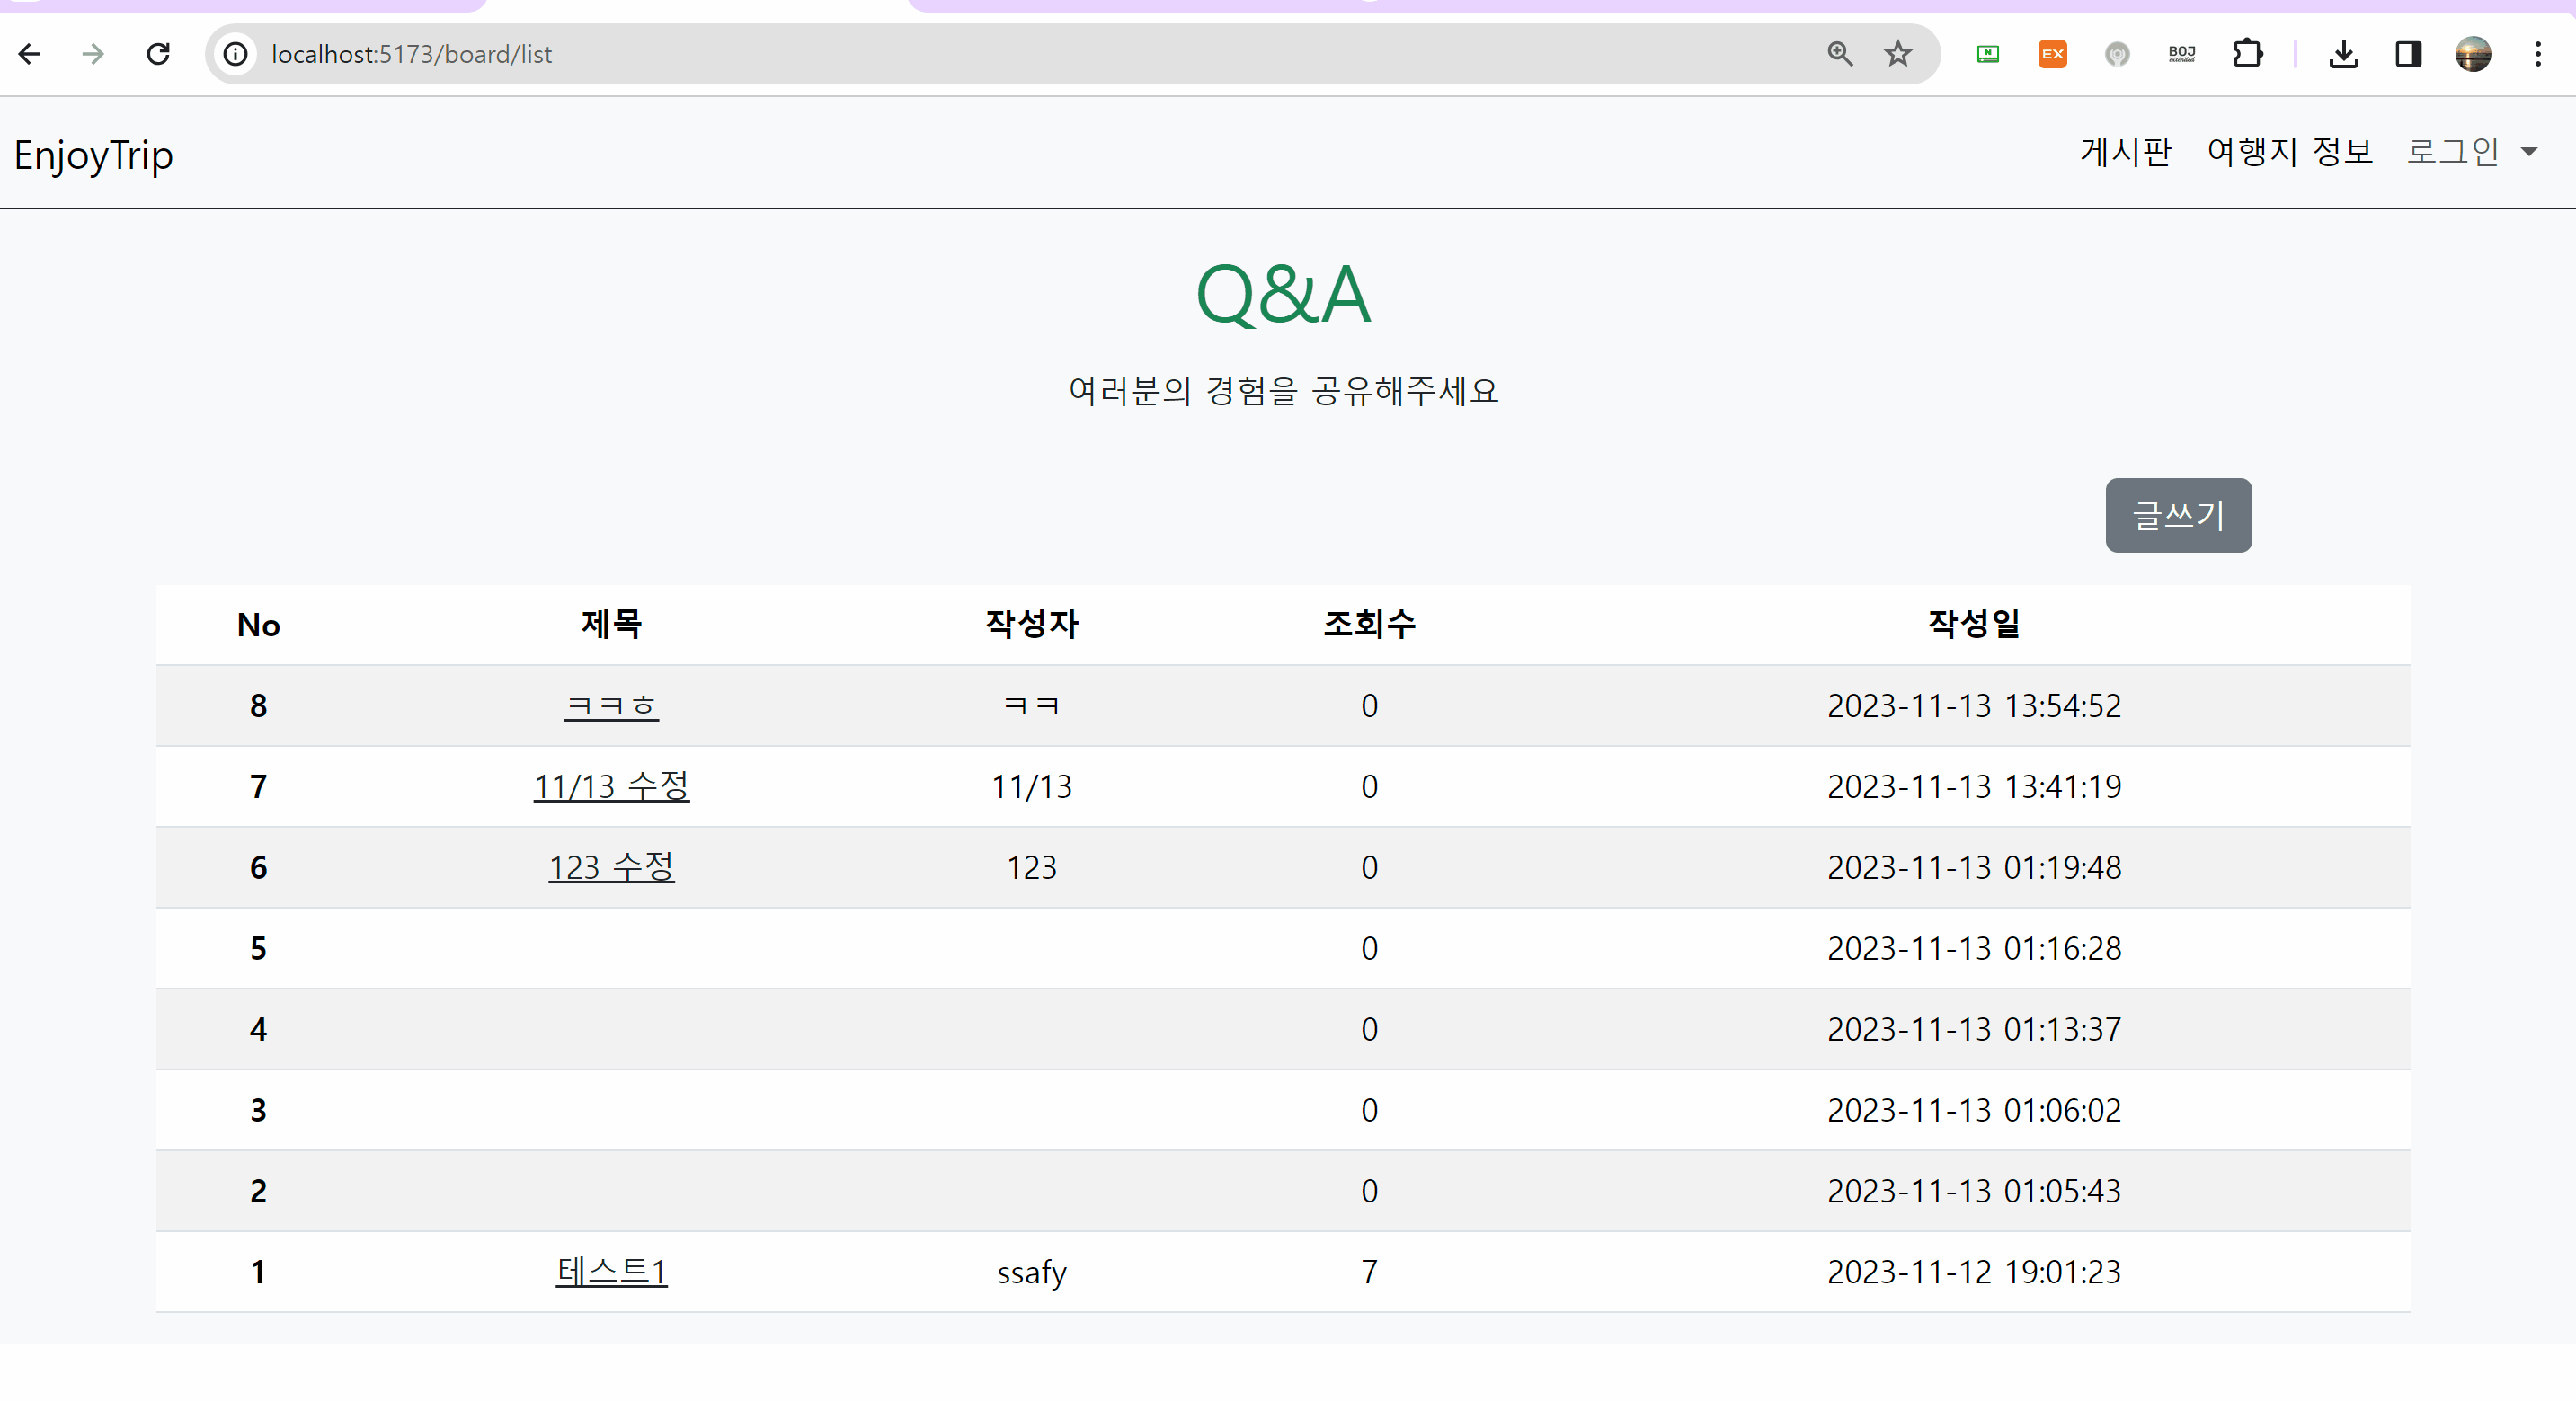 localhost:5173/board/list
N
EX
BOJ
extended
EnjoyTrip
게시판 여행지 정보 로그인
Q&A
여러분의 경험을 공유해주세요
글쓰기
No 제목 작성자 조회수 작성일
8 ㅋㅋㅎ ㅋㅋ 0 2023-11-13 13:54:52
7 11/13 수정 11/13 0 2023-11-13 13:41:19
6 123 수정 123 0 2023-11-13 01:19:48
5 0 2023-11-13 01:16:28
4 0 2023-11-13 01:13:37
3 0 2023-11-13 01:06:02
2 0 2023-11-13 01:05:43
1 테스트1 ssafy 7 2023-11-12 19:01:23